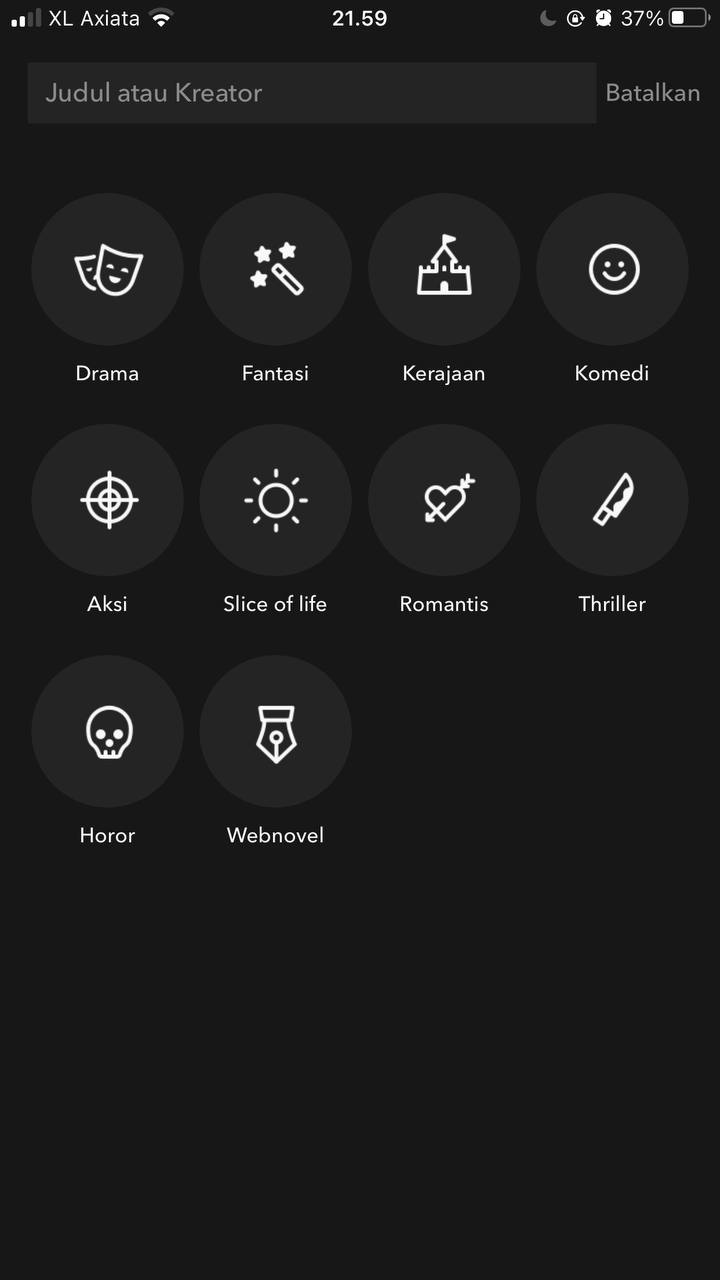 XL Axiata 21.59 37%
Judul atau Kreator Batalkan
Drama Fantasi Kerajaan Komedi
Aksi Slice of life Romantis Thriller
Horor Webnovel